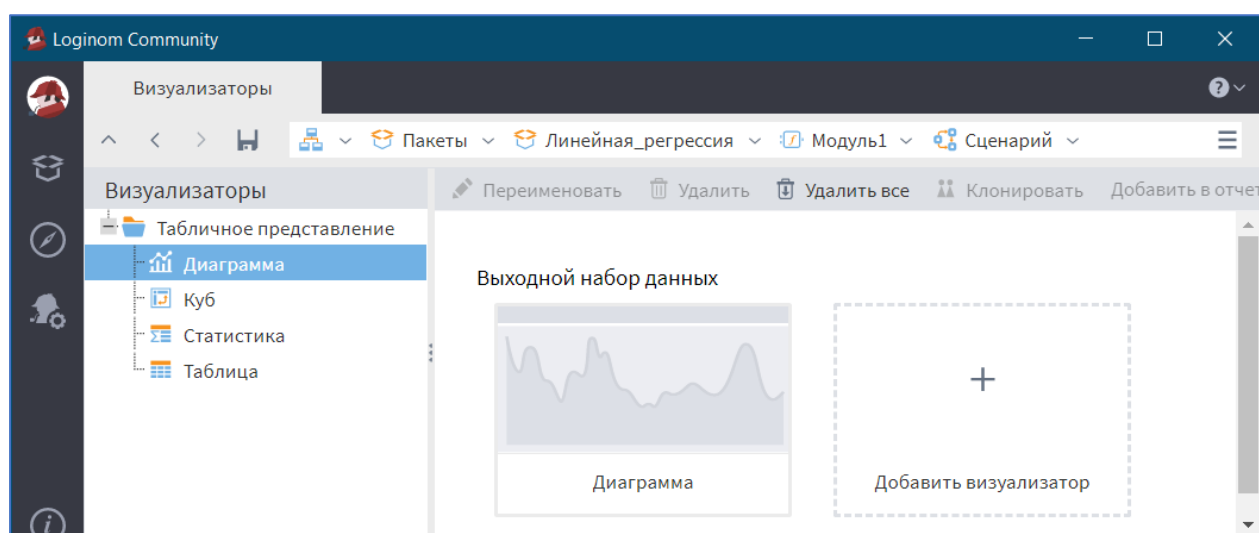 Loginom Community
Визуализаторы
Пакеты Линейная_регрессия Модуль1 Сценарий
Визуализаторы
Переименовать Удалить Удалить все Клонировать Добавить в отчет
Табличное представление
Диаграмма
Куб
Статистика
Таблица
Выходной набор данных
Диаграмма
Добавить визуализатор